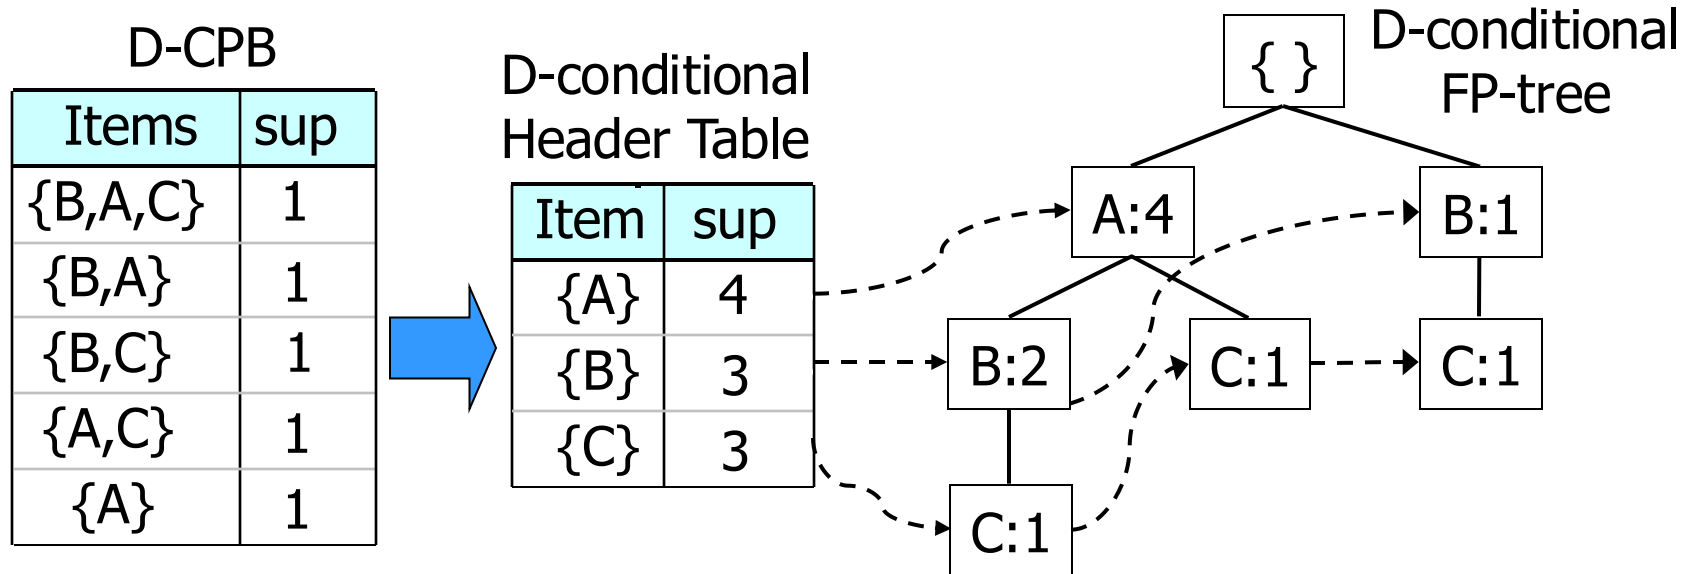 D-CPB
Items sup
{B,A,C} 1
{B,A} 1
{B,C} 1
{A,C} 1
{A} 1
D-conditional
Header Table
Item sup
{A} 4
{B} 3
{C} 3
D-conditional
FP-tree
{ }
A:4 B:1
B:2 C:1 C:1
C:1